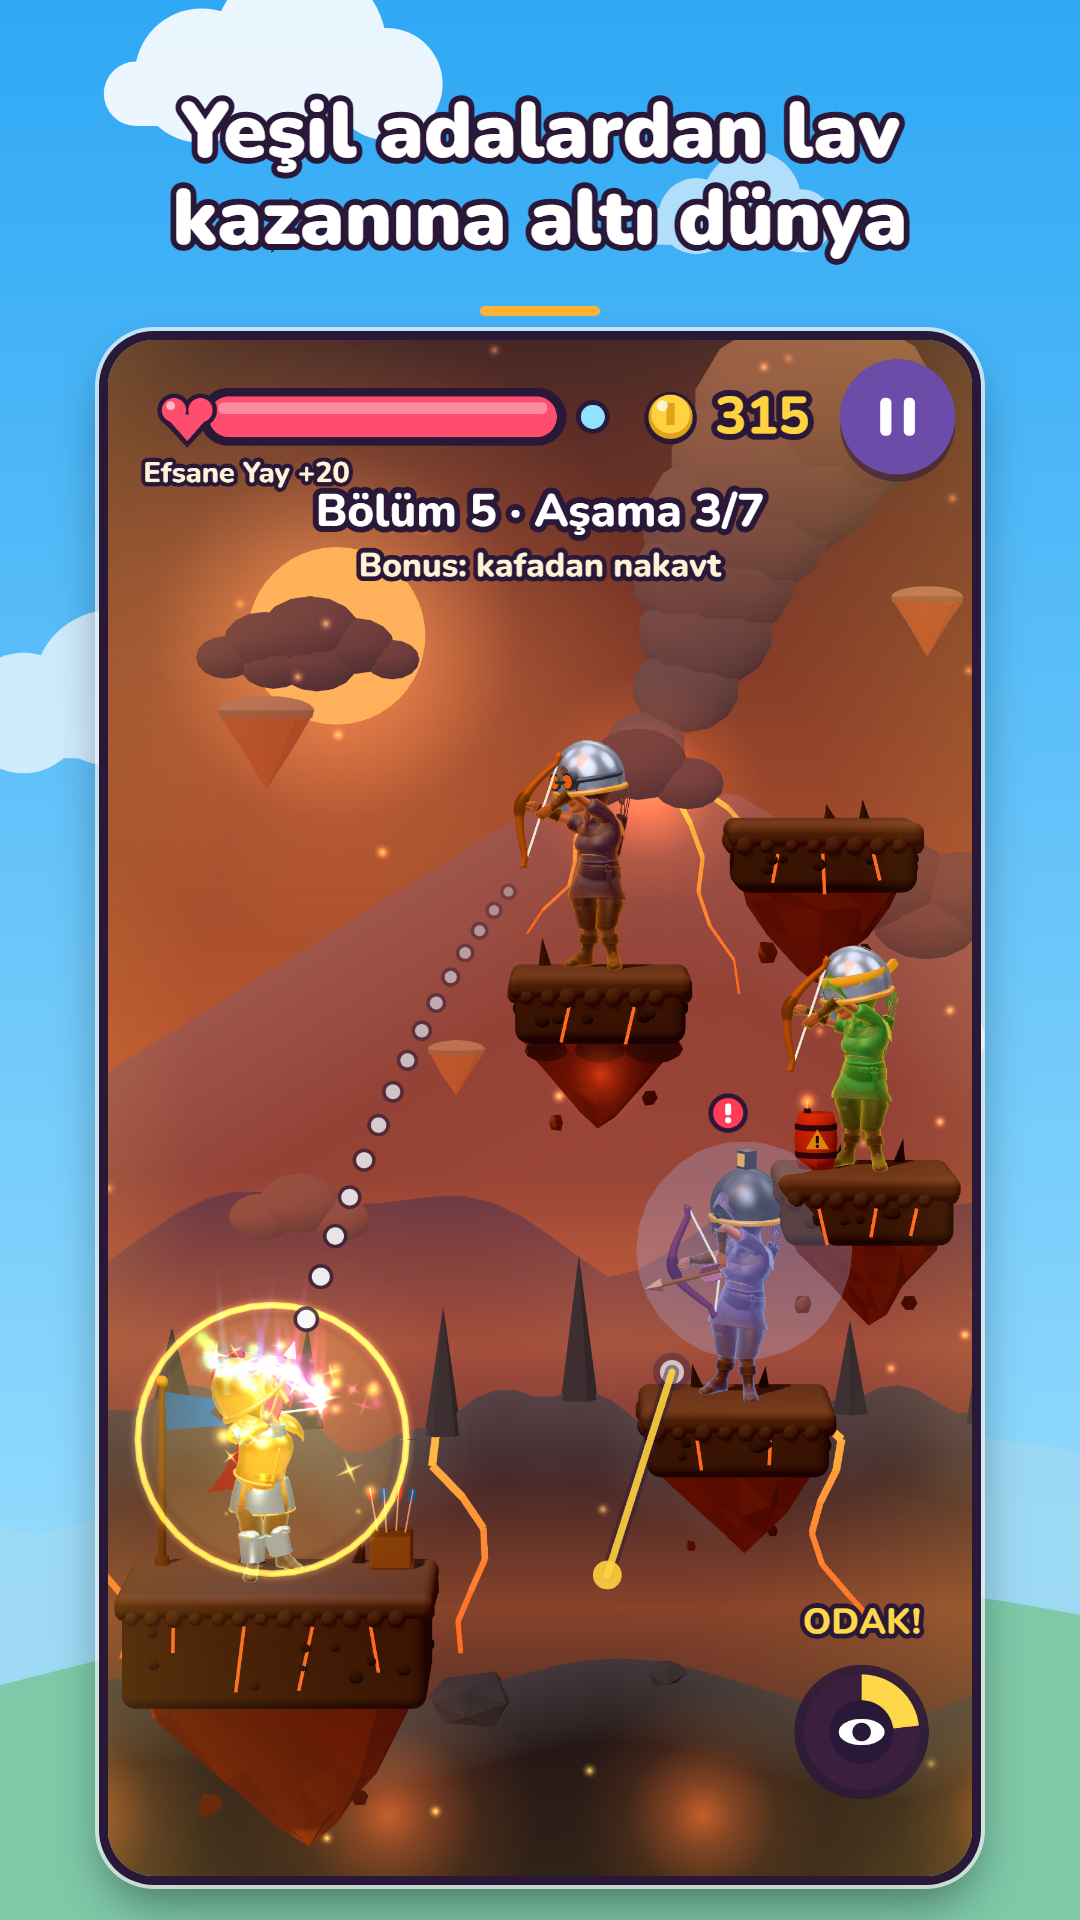 Yeşil adalardan lav
kazanına altı dünya
315
Efsane Yay +20
Bölüm 5 · Aşama 3/7
Bonus: kafadan nakavt
ODAK!